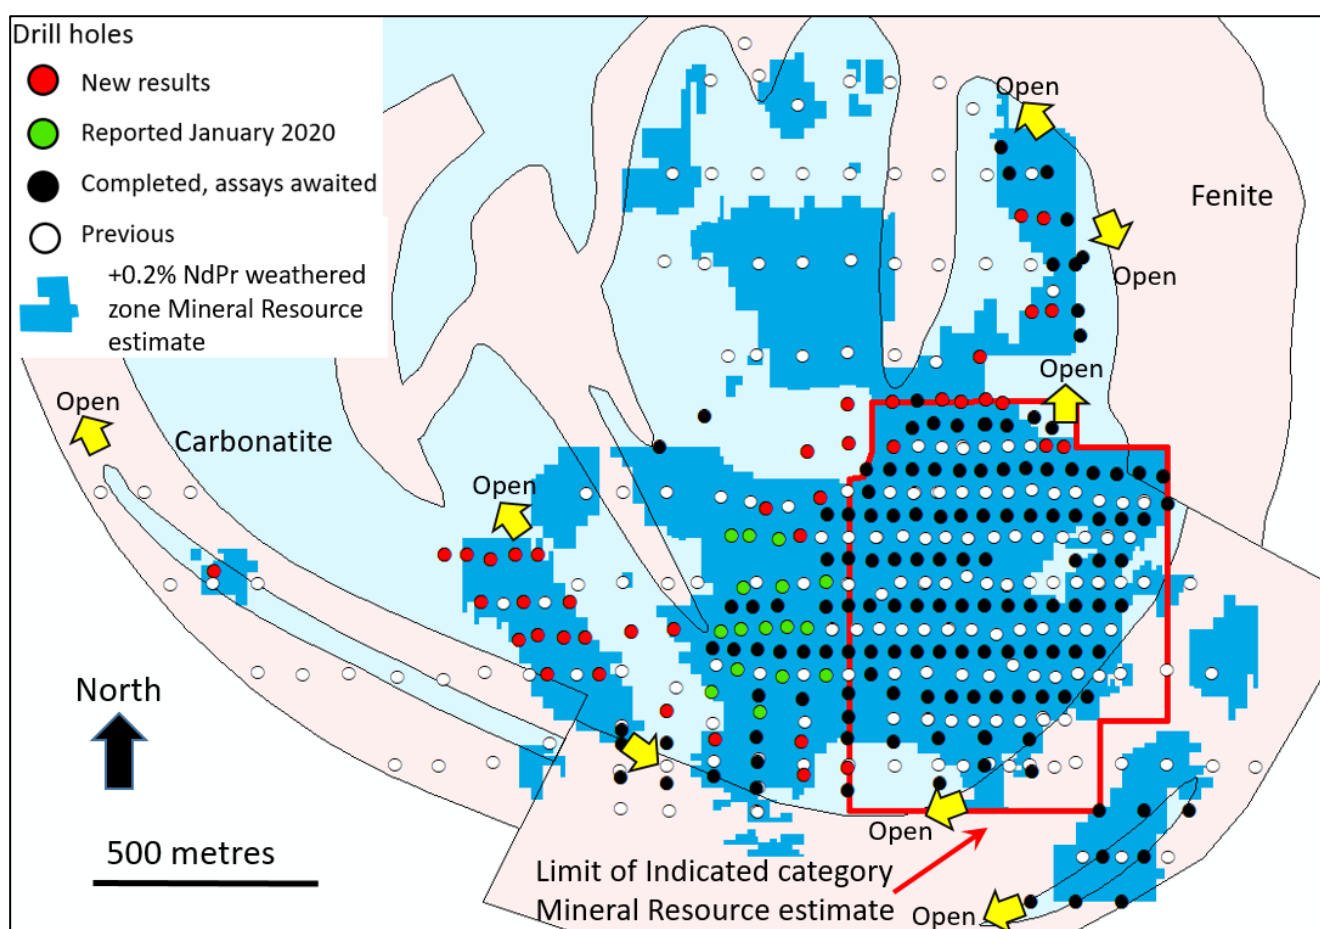 Drill holes
New results
Reported January 2020
Completed, assays awaited
Previous
+0.2% NdPr weathered
zone Mineral Resource
estimate
Open
Fenite
Open
Open
Open
Carbonatite
Open
North
Open
500 metres
Limit of Indicated category
Mineral Resource estimate
Open